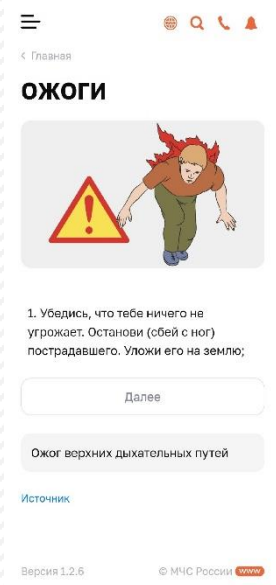 < Главная
ОЖОГИ
1. Убедись, что тебе ничего не
угрожает. Останови (сбей с ног)
пострадавшего. Уложи его на землю;
Далее
Ожог верхних дыхательных путей
Источник
Версия 1.2.6 © МЧС России www